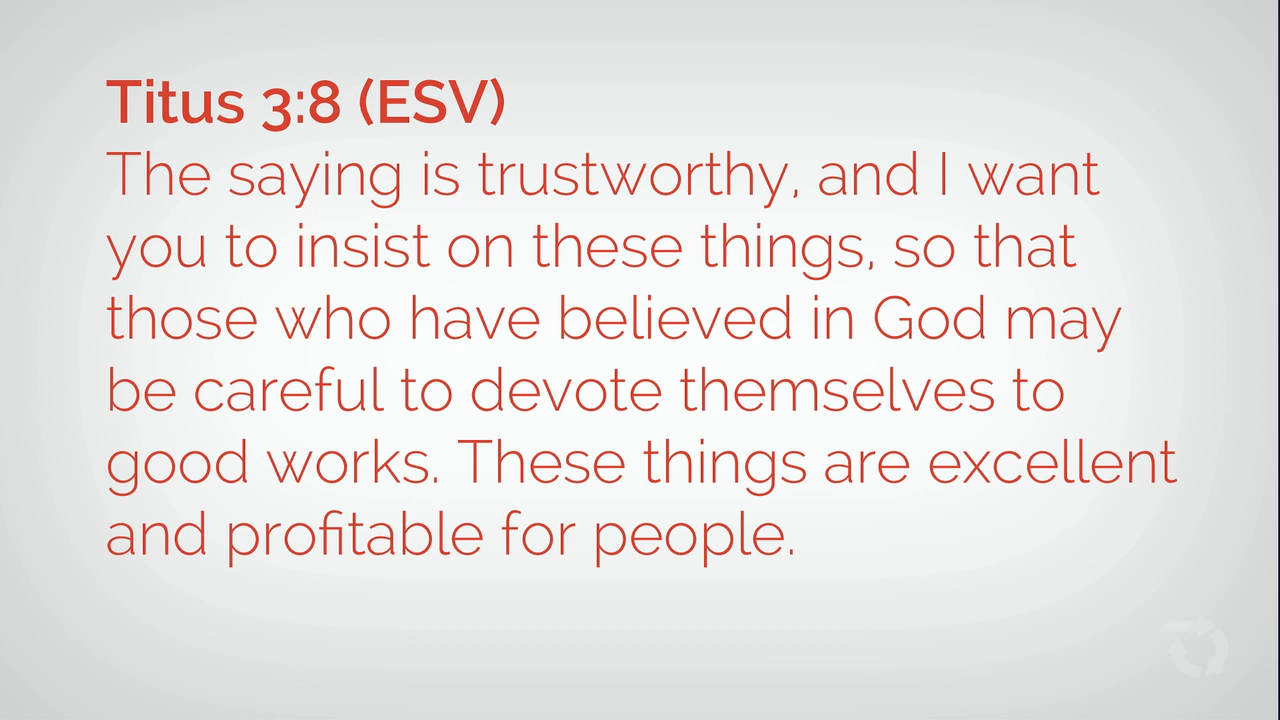 Titus 3:8 (ESV)
The saying is trustworthy, and I want
you to insist on these things, so that
those who have believed in God may
be careful to devote themselves to
good works. These things are excellent
and profitable for people.